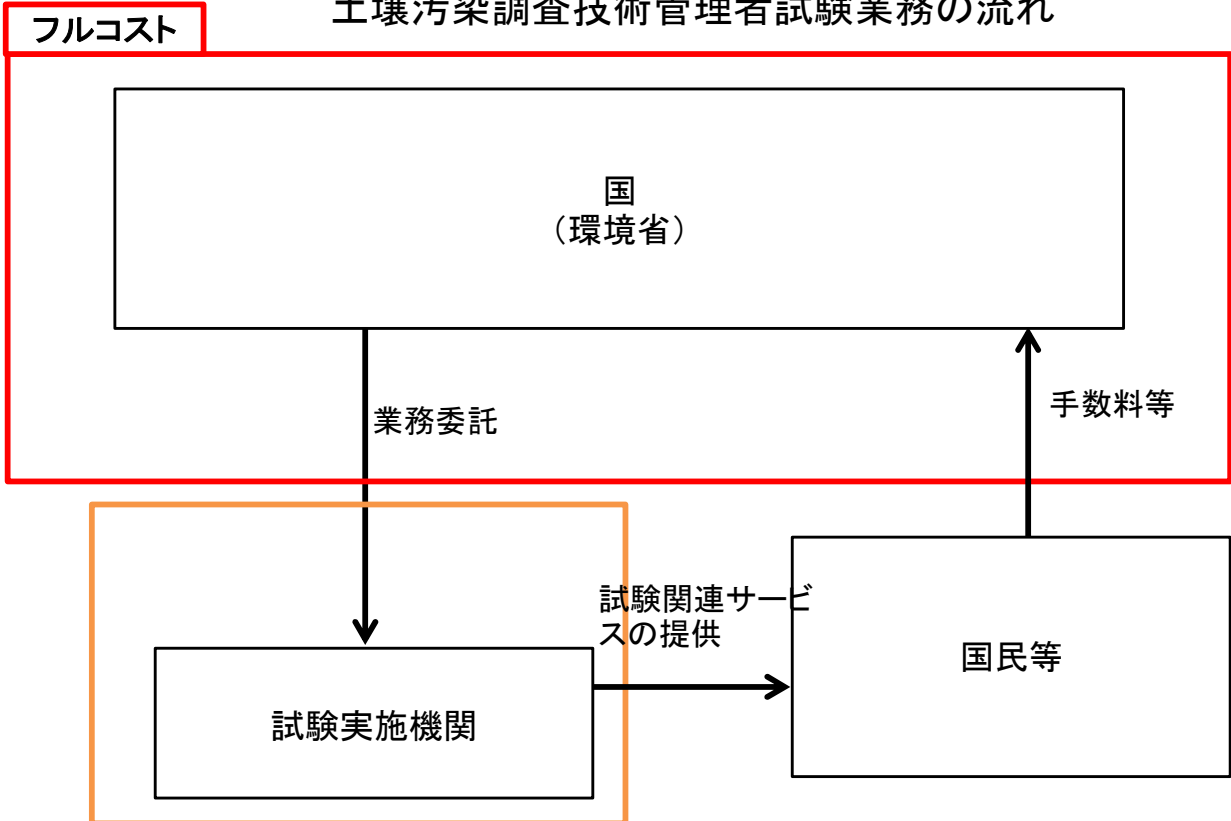 土壌汚染調査技術管理者試験業務の流れ
フルコスト
国
（環境省）
業務委託
手数料等
試験関連サービ
スの提供
国民等
試験実施機関